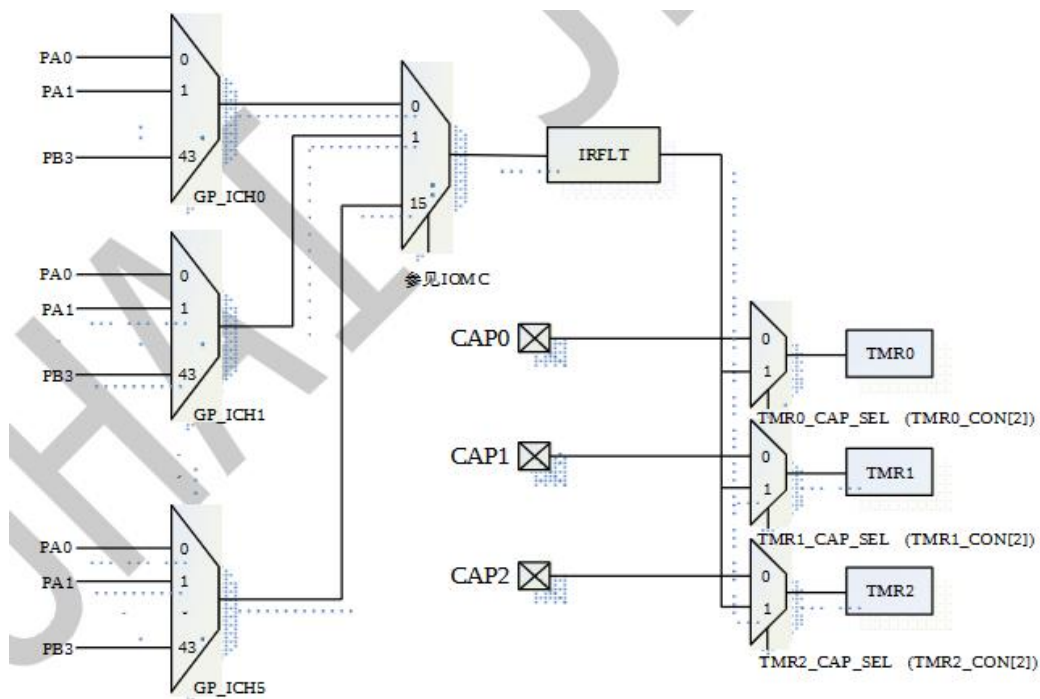 PA0
0
PA1
1
PB3
43
GP_ICH0
0
1
15
IRFLT
参见IOMC
PA0
0
PA1
1
PB3
43
GP_ICH1
CAP0
0
1
TMR0
TMR0_CAP_SEL (TMR0_CON[2])
CAP1
0
1
TMR1
TMR1_CAP_SEL (TMR1_CON[2])
PA0
0
PA1
1
PB3
43
GP_ICH5
CAP2
0
1
TMR2
TMR2_CAP_SEL (TMR2_CON[2])